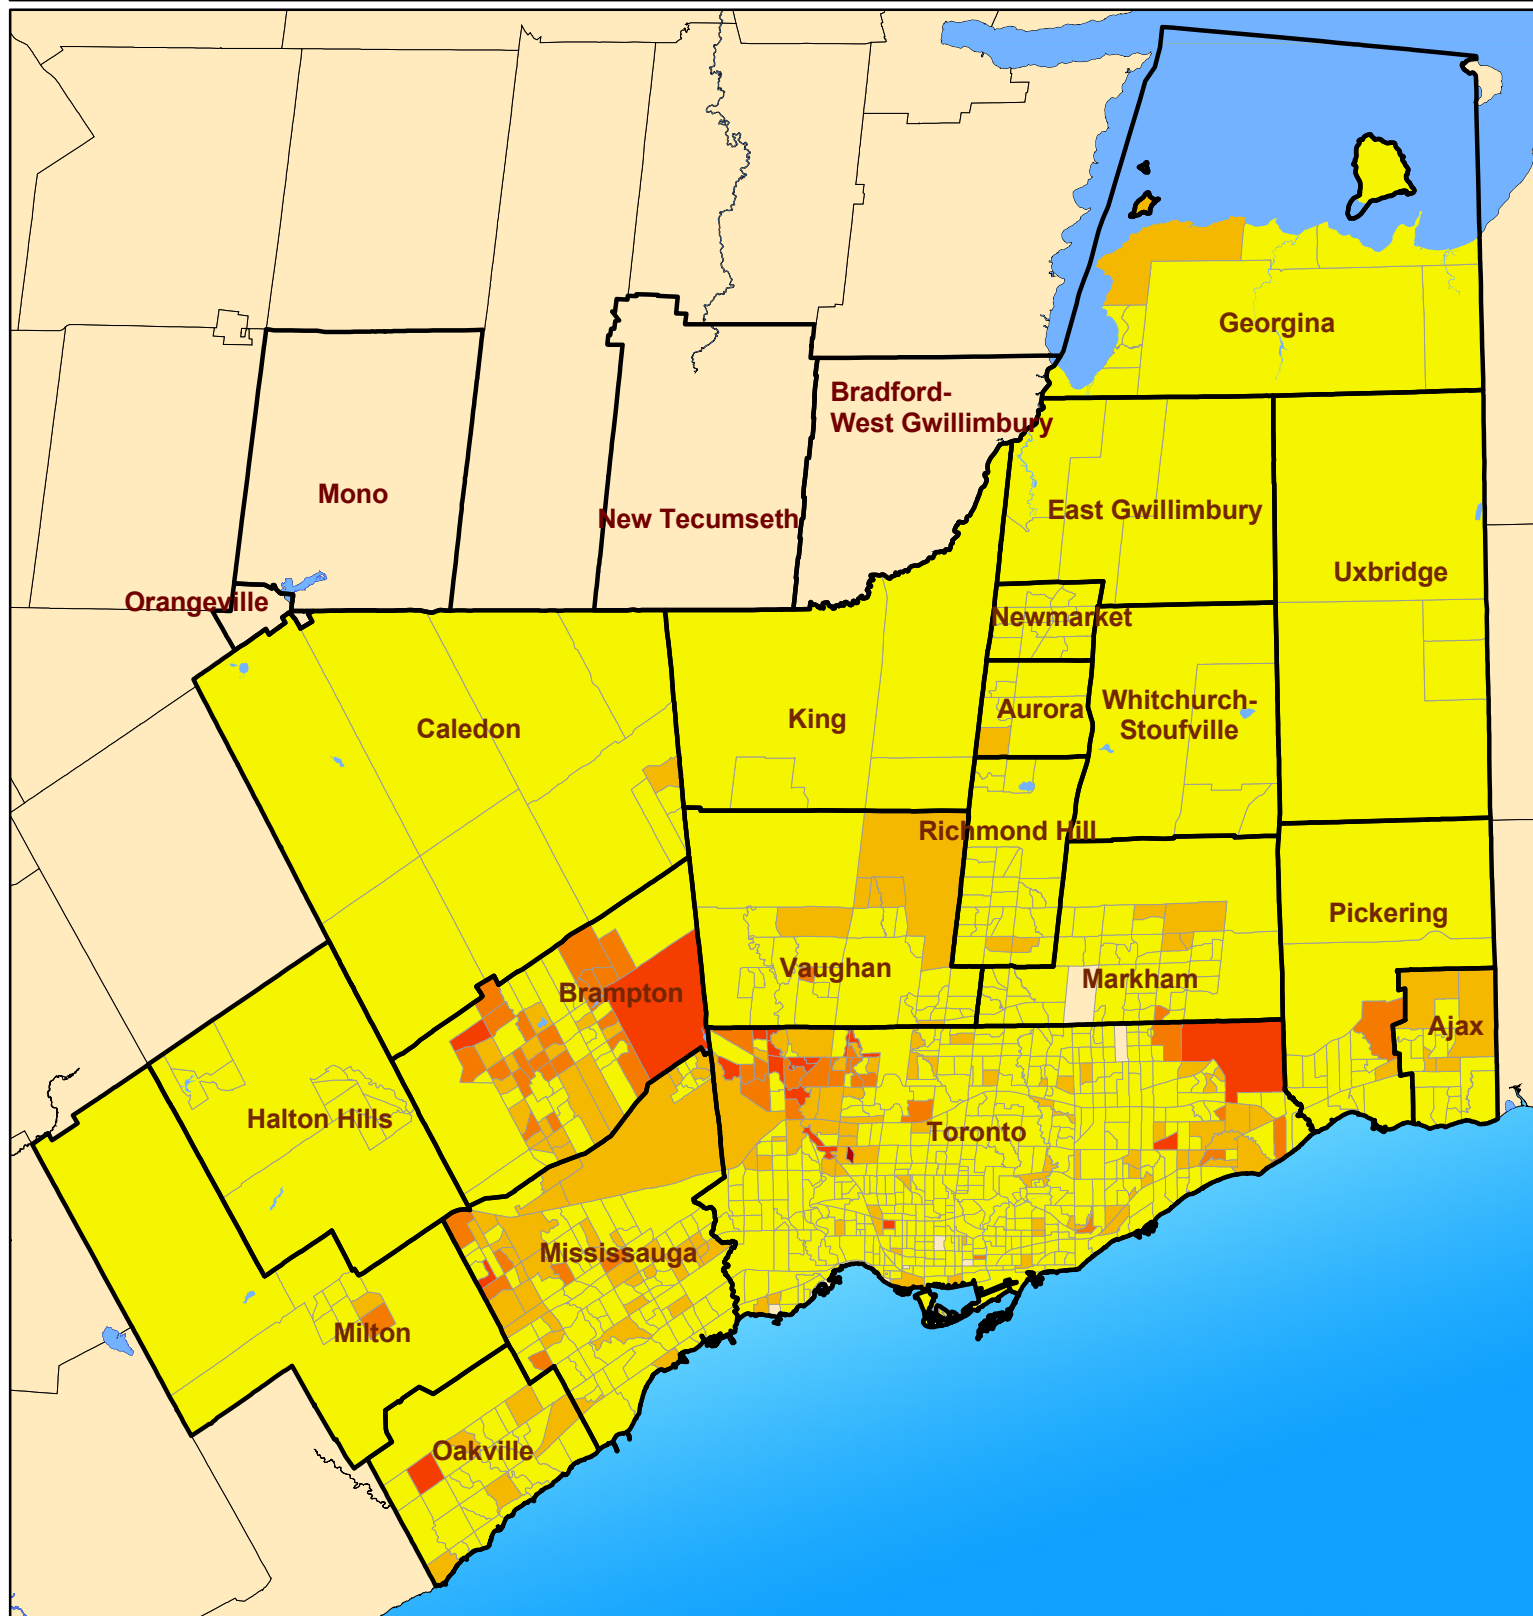 Georgina
Bradford-
West Gwillimbury
Mono
New Tecumseth
East Gwillimbury
Uxbridge
Orangeville
Newmarket
Caledon
King
Aurora
Whitchurch-
Stoufville
Richmond Hill
Pickering
Vaughan
Markham
Brampton
Ajax
Halton Hills
Toronto
Mississauga
Milton
Oakville